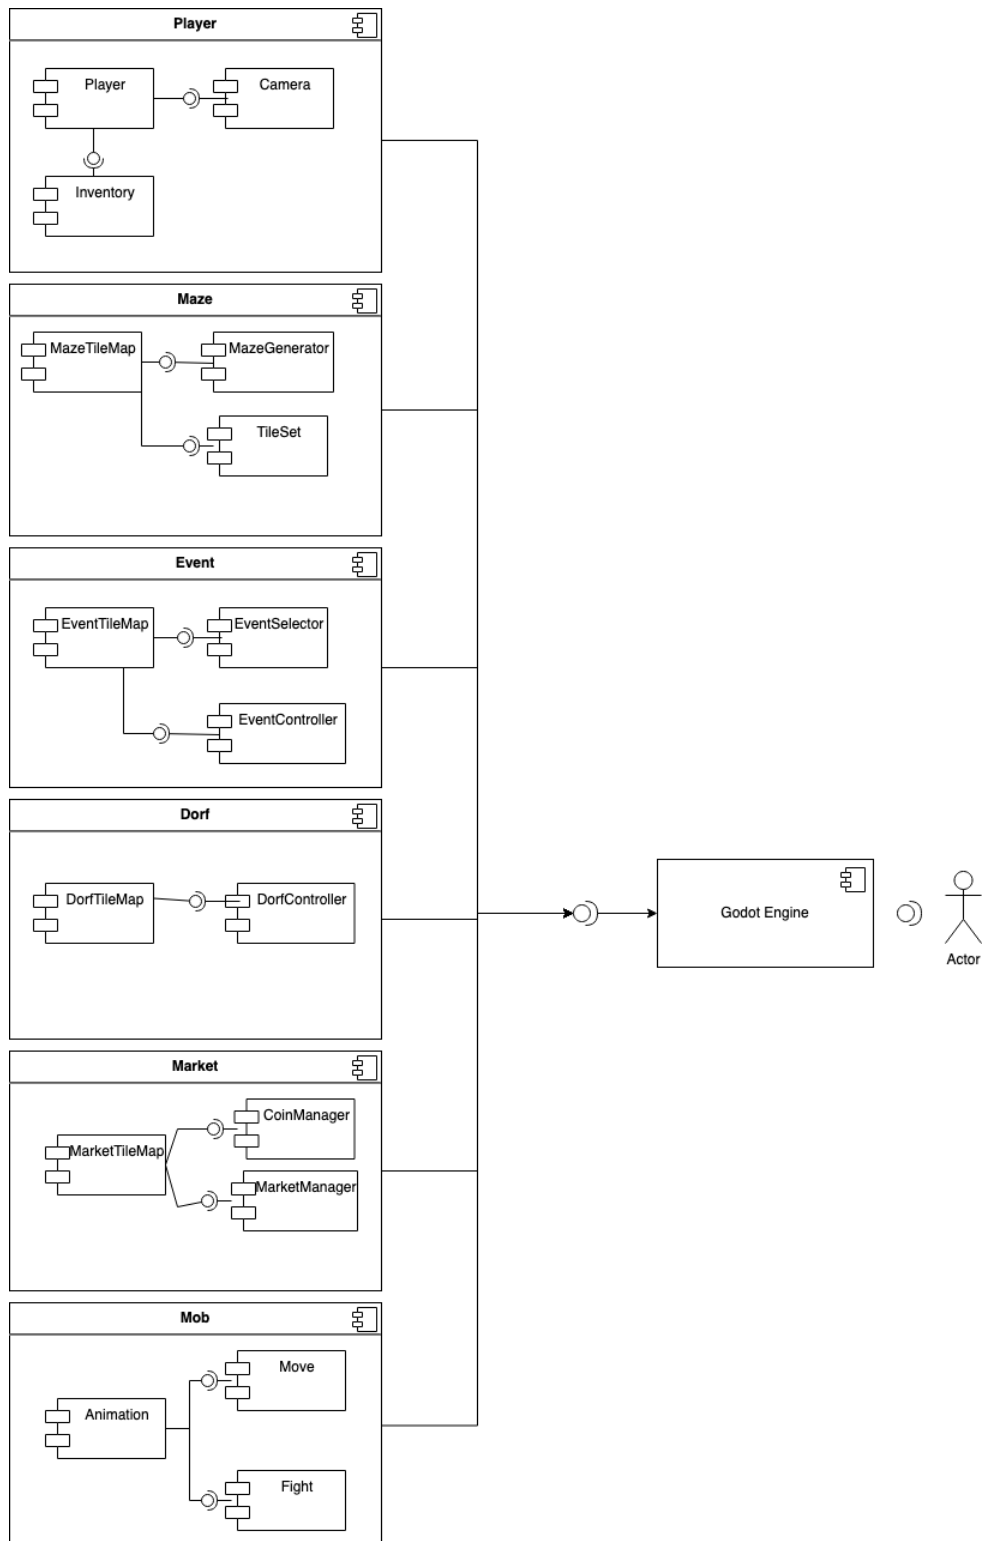 Player
Player
Camera
Inventory
Maze
MazeTileMap
MazeGenerator
TileSet
Event
EventTileMap
EventSelector
EventController
Dorf
DorfTileMap
DorfController
Godot Engine
Actor
Market
CoinManager
MarketTileMap
MarketManager
Mob
Move
Animation
Fight